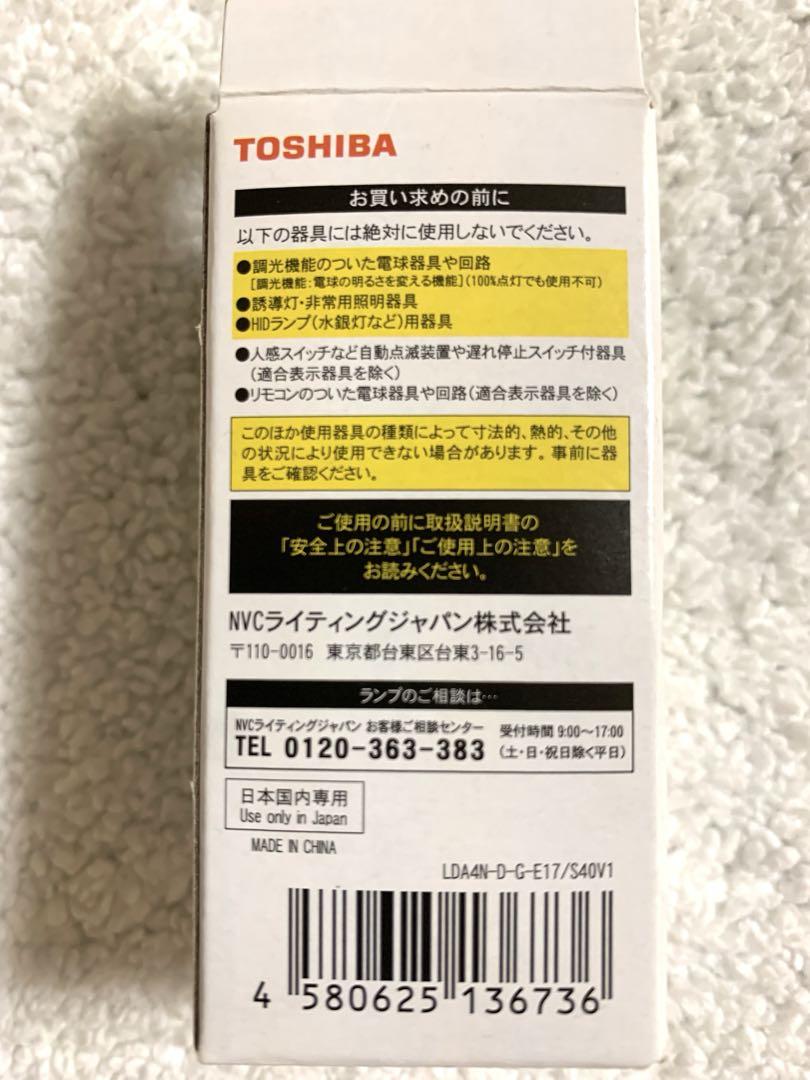 TOSHIBA
お買い求めの前に
以下の器具には絶対に使用しないでください。
●調光機能のついた電球器具や回路
[調光機能:電球の明るさを変える機能](100%点灯でも使用不可)
●誘導灯・非常用照明器具
●HIDランプ(水銀灯など)用器具
●人感スイッチなど自動点滅装置や遅れ停止スイッチ付器具
(適合表示器具を除く)
●リモコンのついた電球器具や回路(適合表示器具を除く)
このほか使用器具の種類によって寸法的、熱的、その他
の状況により使用できない場合があります。事前に器
具をご確認ください。
ご使用の前に取扱説明書の
「安全上の注意」「ご使用上の注意」を
お読みください。
NVCライティングジャパン株式会社
〒110-0016 東京都台東区台東3-16-5
ランプのご相談は…
NVCライティングジャパン お客様ご相談センター
TEL 0120-363-383
受付時間 9:00〜17:00
(土・日・祝日除く平日)
日本国内専用
Use only in Japan
MADE IN CHINA
LDA4N-D-G-E17/S40V1
4 580625 136736